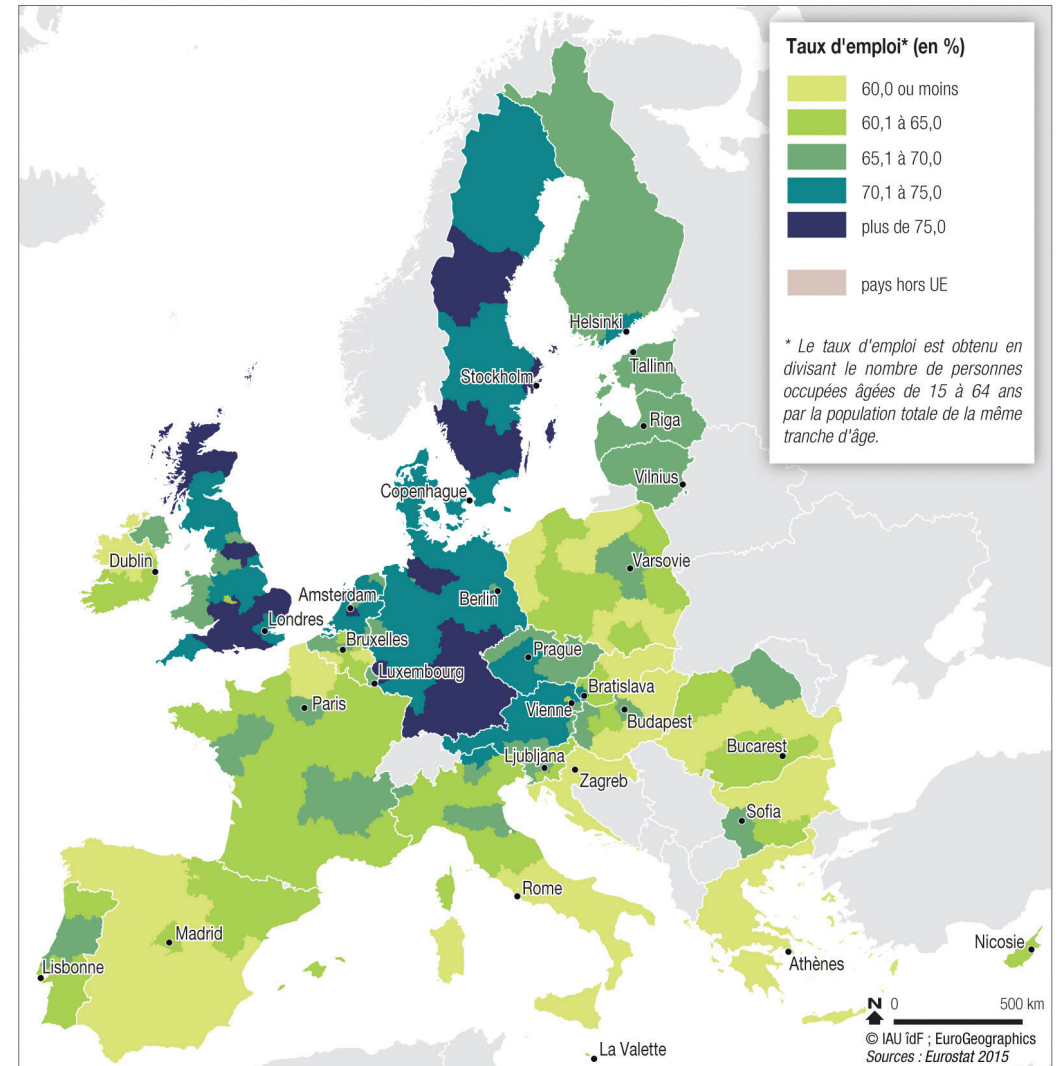 Taux d'emploi* (en %)
60,0 ou moins
60,1 à 65,0
65,1 à 70,0
70,1 à 75,0
plus de 75,0
pays hors UE
* Le taux d'emploi est obtenu en
divisant le nombre de personnes
occupées âgées de 15 à 64 ans
par la population totale de la même
tranche d'âge.
Helsinki
Tallinn
Stockholm
Riga
Vilnius
Copenhague
Dublin
Varsovie
Amsterdam
Berlin
Londres
Bruxelles
Prague
Luxembourg
Bratislava
Paris
Vienne
Budapest
Bucarest
Ljubljana
Zagreb
Sofia
Rome
Madrid
Nicosie
Lisbonne
Athènes
N 0 500 km
© IAU îdF ; EuroGeographics
La Valette
Sources : Eurostat 2015